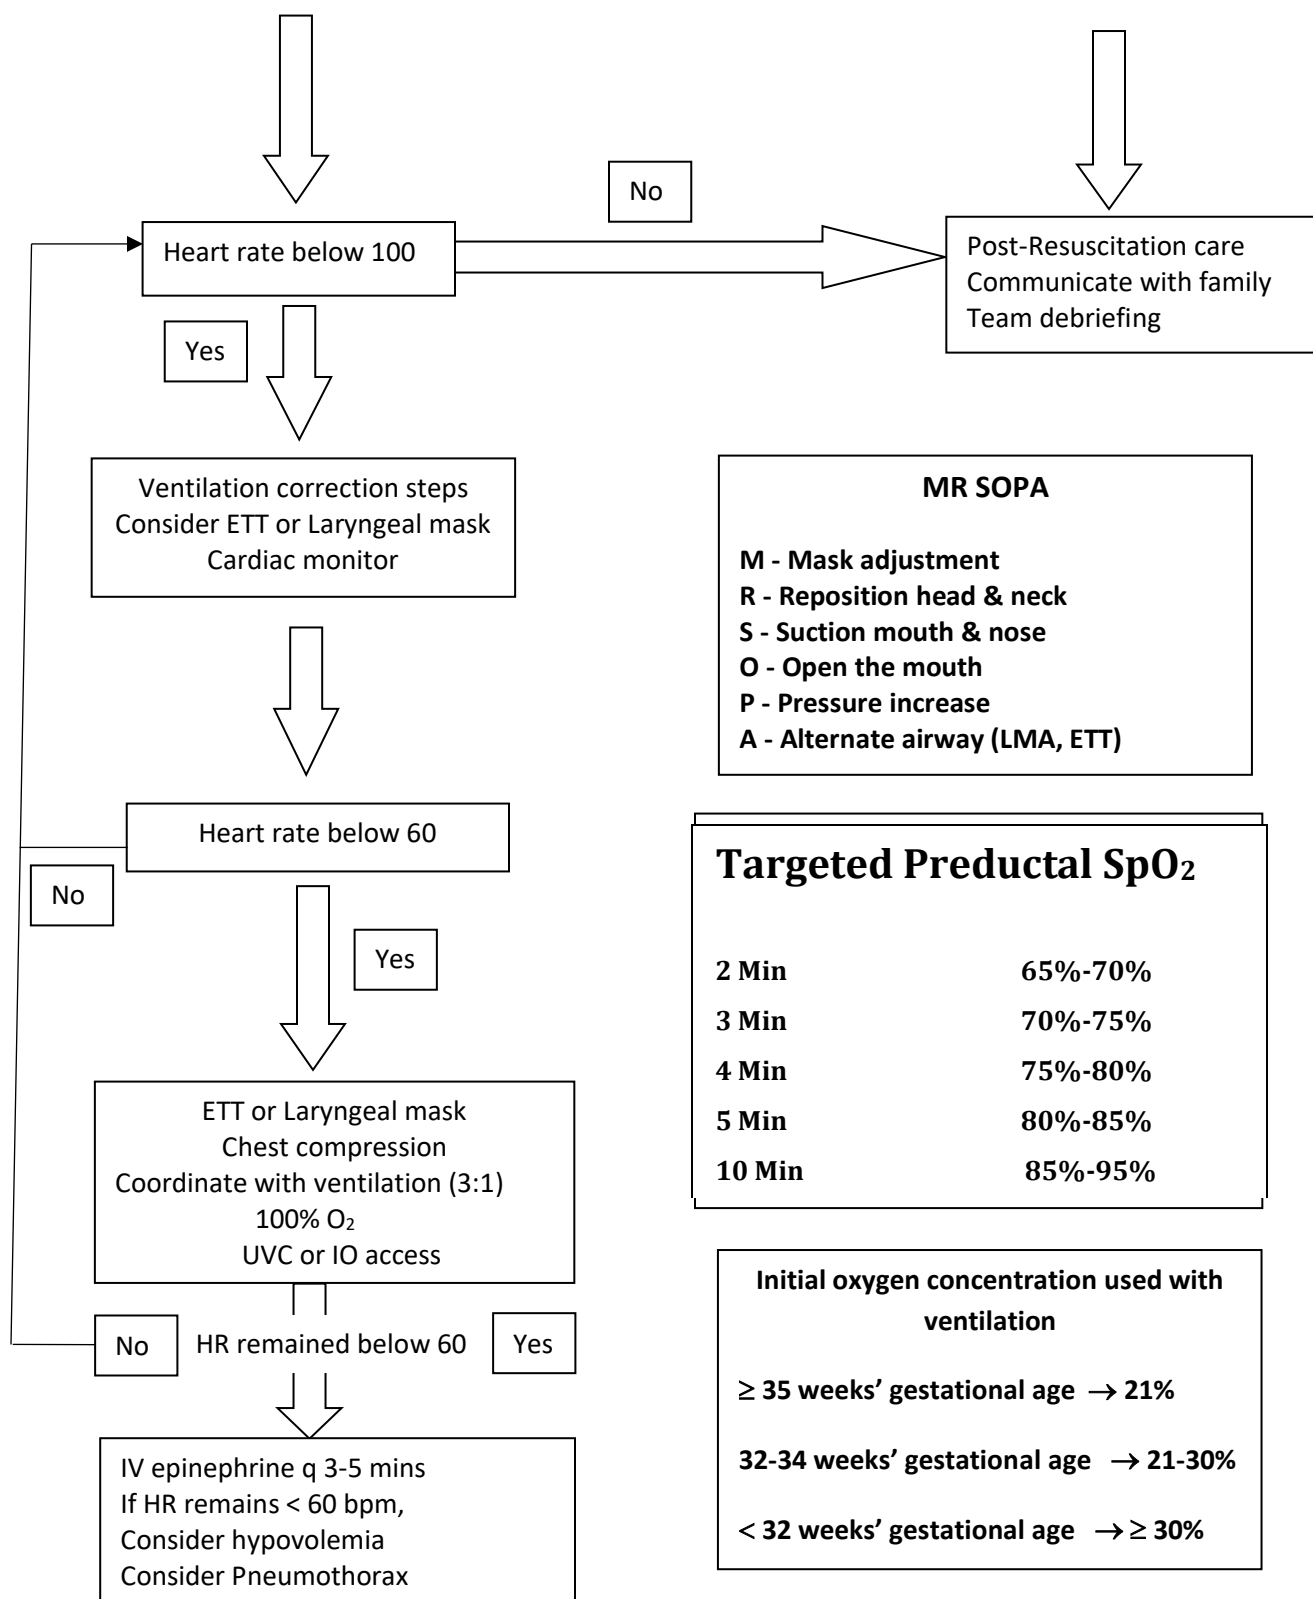 No
Heart rate below 100
Post-Resuscitation care
Communicate with family
Team debriefing
Yes
Ventilation correction steps
Consider ETT or Laryngeal mask
Cardiac monitor
MR SOPA
M - Mask adjustment
R - Reposition head & neck
S - Suction mouth & nose
O - Open the mouth
P - Pressure increase
A - Alternate airway (LMA, ETT)
Heart rate below 60
No
Yes
Targeted Preductal SpO₂
2 Min 65%-70%
3 Min 70%-75%
4 Min 75%-80%
5 Min 80%-85%
10 Min 85%-95%
ETT or Laryngeal mask
Chest compression
Coordinate with ventilation (3:1)
100% O₂
UVC or IO access
No HR remained below 60 Yes
Initial oxygen concentration used with
ventilation
≥ 35 weeks’ gestational age → 21%
32-34 weeks’ gestational age → 21-30%
< 32 weeks’ gestational age → ≥ 30%
IV epinephrine q 3-5 mins
If HR remains < 60 bpm,
Consider hypovolemia
Consider Pneumothorax